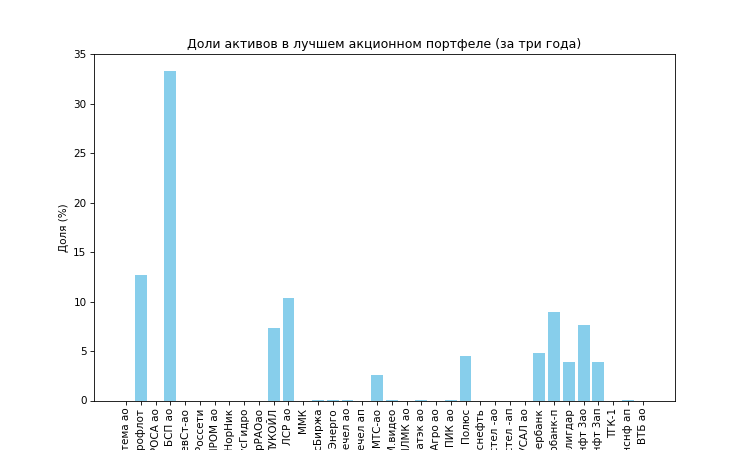 Доли активов в лучшем акционном портфеле (за три года)
Доля (%)
35
30
25
20
15
10
5
0
тема ао
рофлот
РОСА ао
БСП ао
евСт-ао
Россети
ПРОМ ао
НорНик
сГидро
рРАОао
ЛУКОЙЛ
ЛСР ао
ММК
сБиржа
Энерго
ечел ао
ечел ап
МТС-ао
М.видео
ЛМК ао
атэк ао
Агро ао
ПИК ао
Полюс
снефть
стел -ао
стел -ап
УСАЛ ао
ербанк
рбанк-п
лигдар
нфт 3ао
нфт 3ап
ТГК-1
нснф ап
ВТБ ао